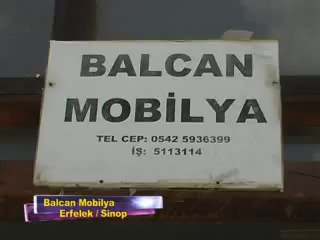 BALCAN
MOBİLYA
TEL CEP: 0542 5936399
İŞ: 5113114
Balcan Mobilya
Erfelek / Sinop